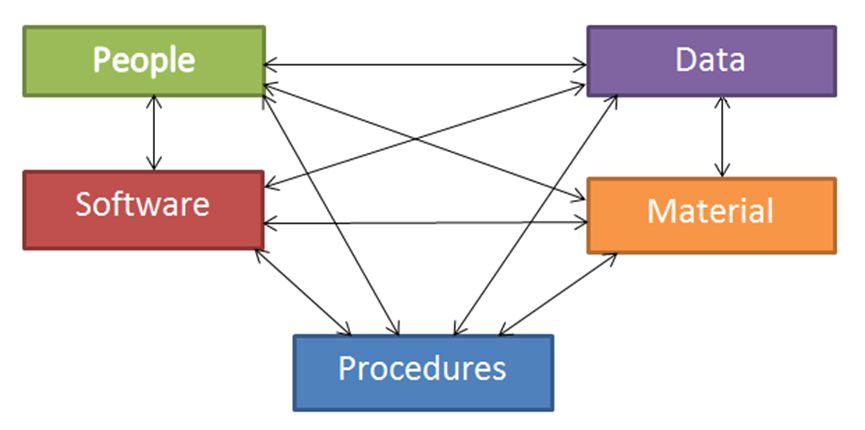 People
Data
Software
Material
Procedures